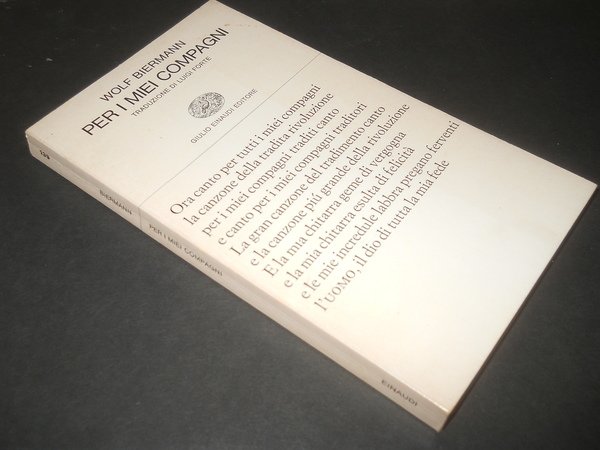 WOLF BIERMANN
PER I MIEI COMPAGNI
TRADUZIONE DI LUIGI FORTE
GIULIO EINAUDI EDITORE
Ora canto per tutti i miei compagni
la canzone della tradita rivoluzione
per i miei compagni traditi canto
e canto per i miei compagni traditori
La gran canzone del tradimento canto
e la canzone piú grande della rivoluzione
E la mia chitarra geme di vergogna
e la mia chitarra esulta di felicità
e le mie incredule labbra pregano ferventi
l'UOMO, il dio di tutta la mia fede
BIERMANN
PER I MIEI COMPAGNI
EINAUDI